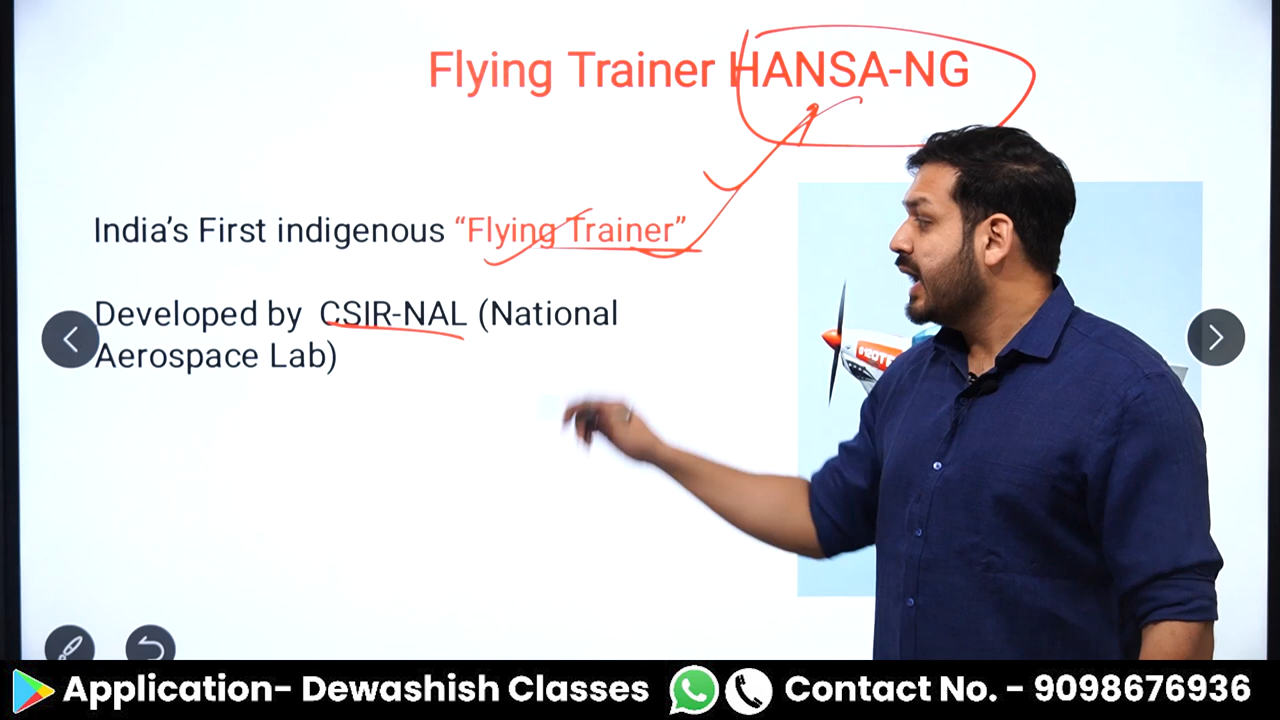 Flying Trainer HANSA-NG
India’s First indigenous “Flying Trainer”
Developed by CSIR-NAL (National
Aerospace Lab)
Application- Dewashish Classes
Contact No. - 9098676936